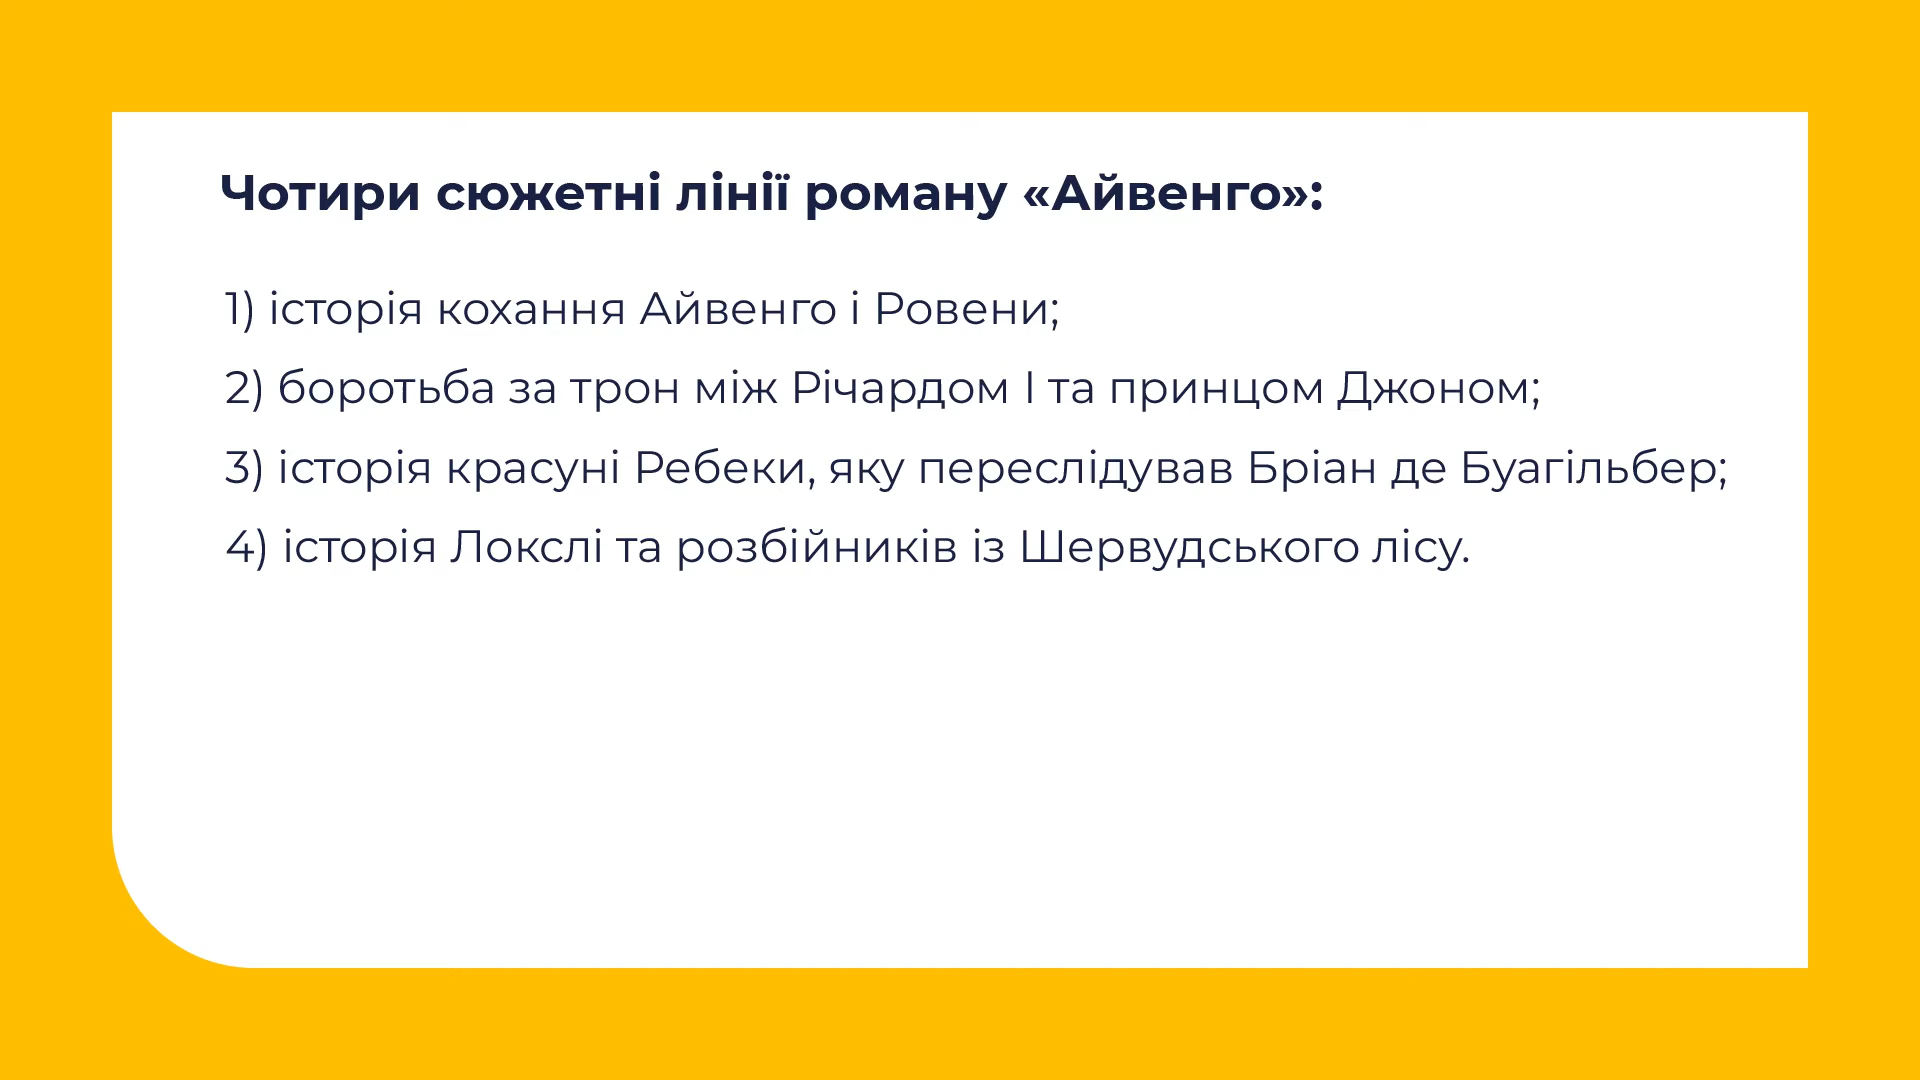 Чотири сюжетні лінії роману «Айвенго»:
1) історія кохання Айвенго і Ровени;
2) боротьба за трон між Річардом І та принцом Джоном;
3) історія красуні Ребеки, яку переслідував Бріан де Буагільбер;
4) історія Локслі та розбійників із Шервудського лісу.